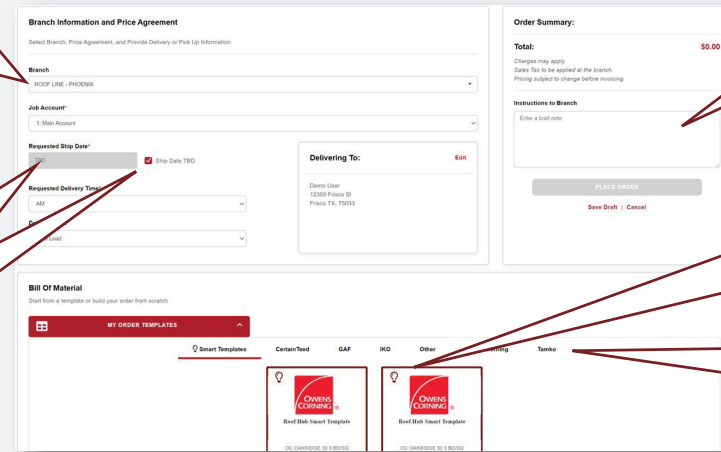 Branch Information and Price Agreement
Select Branch, Price Agreement, and Provide Delivery or Pick Up Information.
Branch
ROOF LINE - PHOENIX
Job Account*
1: Main Account
Requested Ship Date*
TBD
Ship Date TBD
Requested Delivery Time*
AM
Load
Delivering To:
Edit
Demo User
12300 Frisco St
Frisco TX, 75033
Order Summary:
Total:
$0.00
Charges may apply
Sales Tax to be applied at the branch.
Pricing subject to change before invoicing.
Instructions to Branch
Enter a brief note
PLACE ORDER
Save Draft | Cancel
Bill Of Material
Start from a template or build your order from scratch
MY ORDER TEMPLATES
Smart Templates
CertainTeed
GAF
IKO
Other
Tamko
OWENS
CORNING
Roof Hub Smart Template
OC OAKRIDGE 30 3 BD/SQ
OWENS
CORNING
Roof Hub Smart Template
OC OAKRIDGE 30 5 BD/SQ